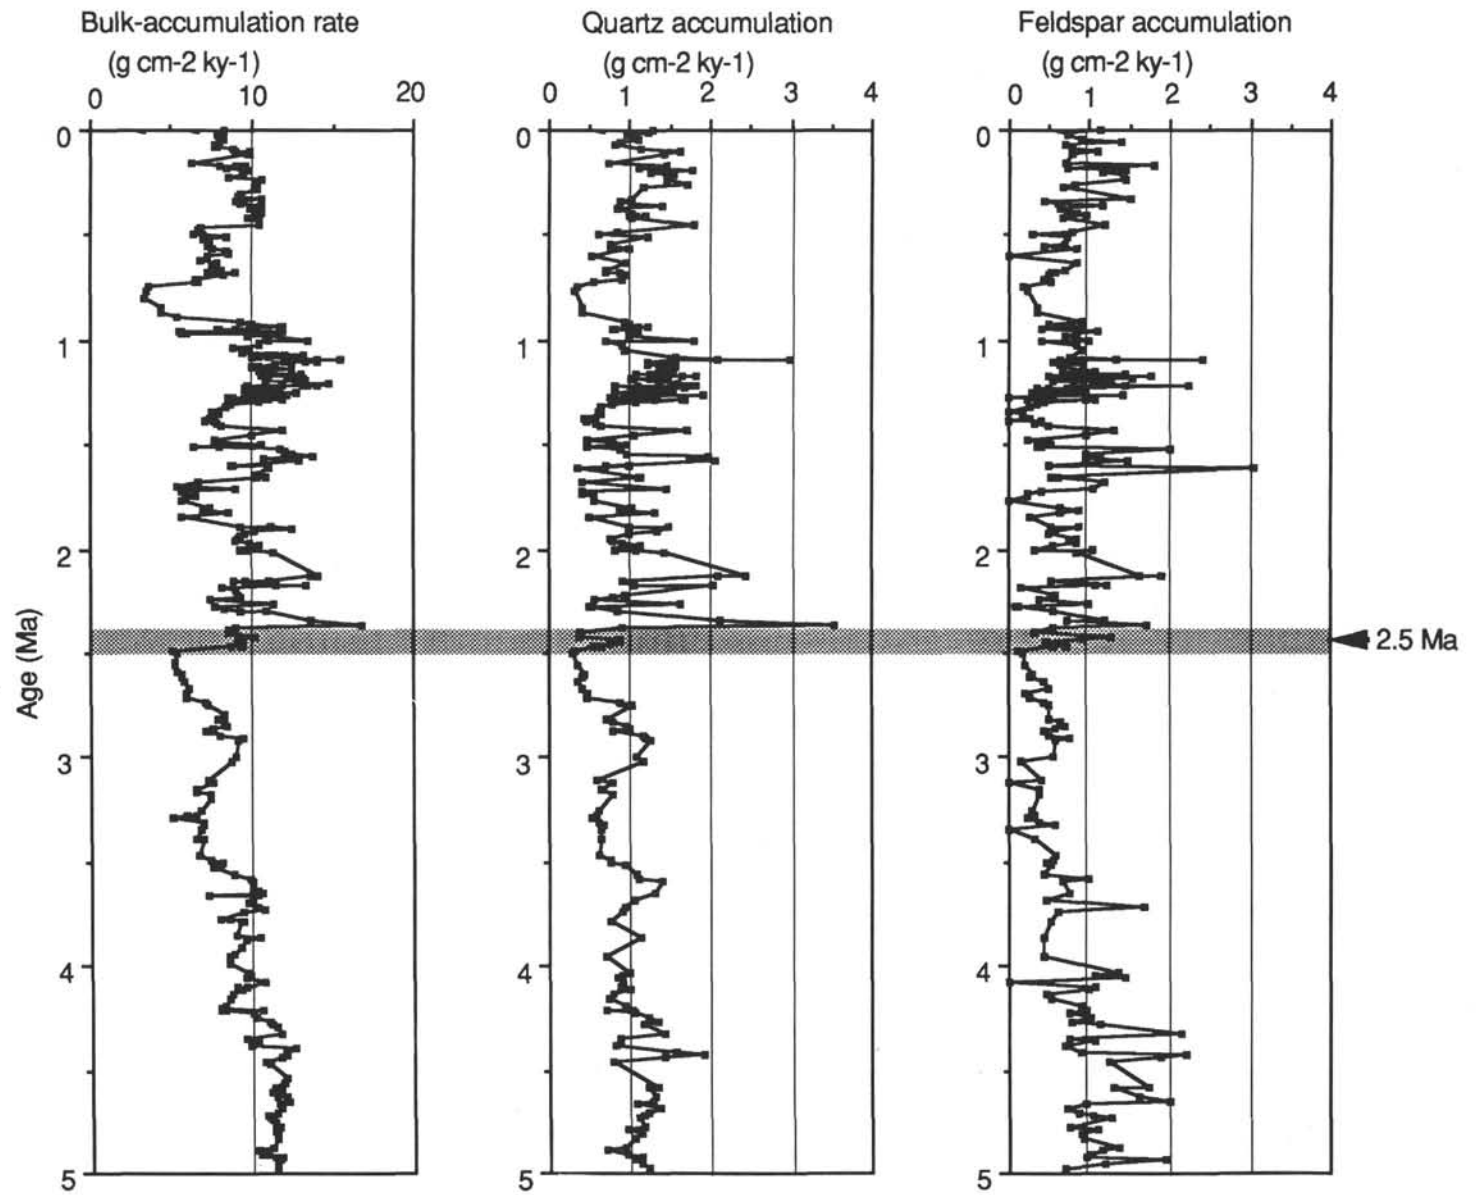 Bulk-accumulation rate
(g cm-2 ky-1)
0 10 20
Quartz accumulation
(g cm-2 ky-1)
0 1 2 3 4
Feldspar accumulation
(g cm-2 ky-1)
0 1 2 3 4
0 0 0
1 1 1
2 2 2
Age (Ma)
2.5 Ma
3 3 3
4 4 4
5 5 5